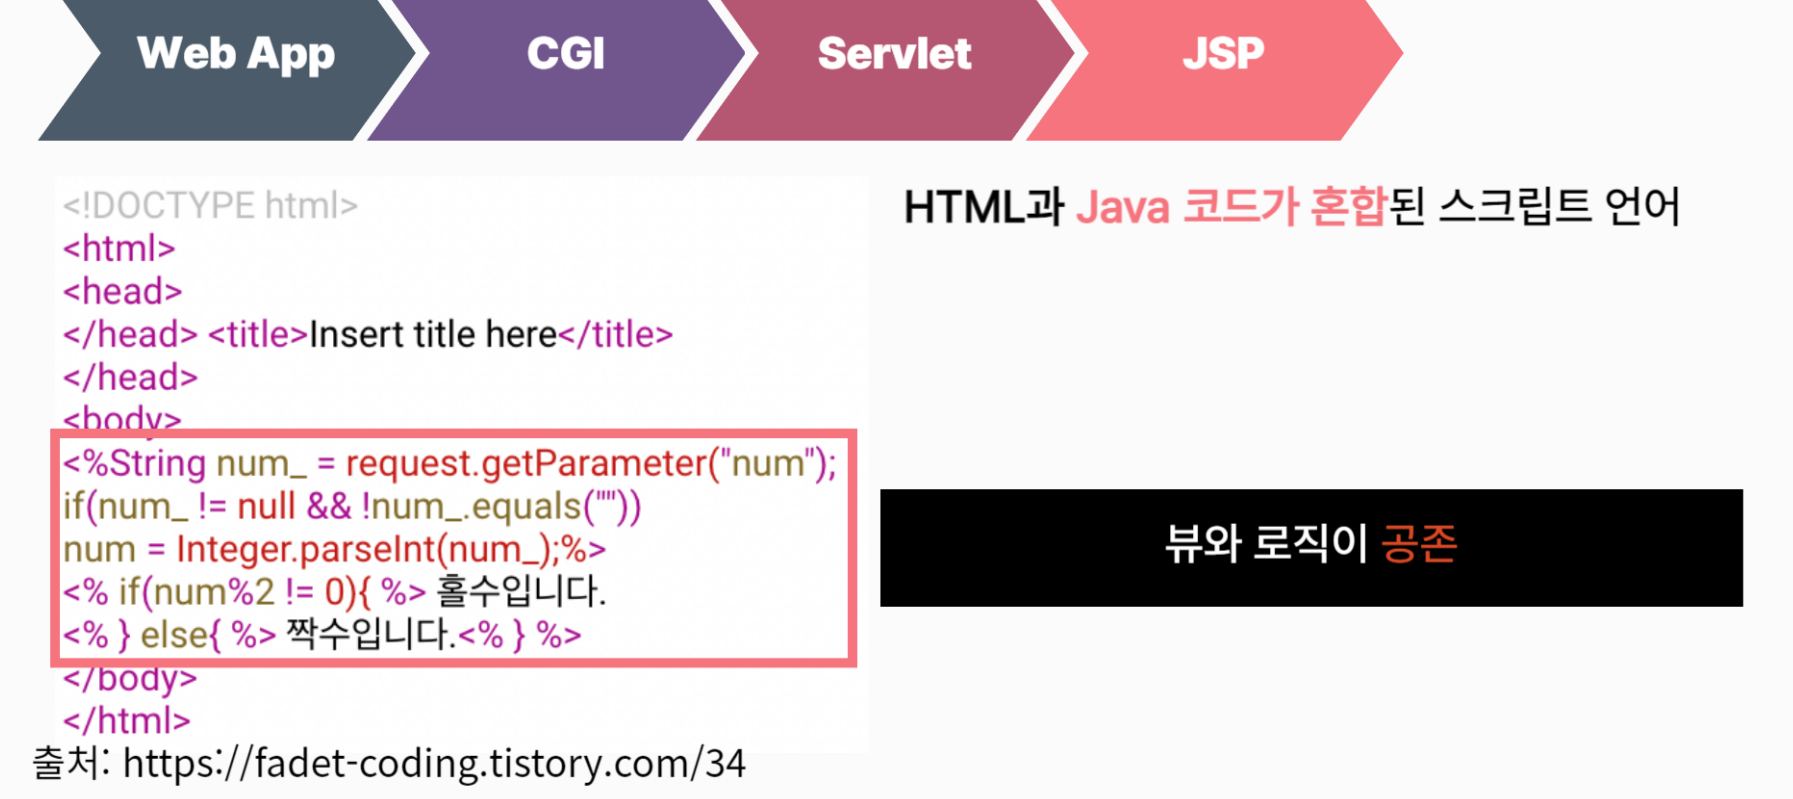 Web App
CGI
Servlet
JSP
<!DOCTYPE html>
<html>
<head>
</head> <title>Insert title here</title>
</head>
<body>
<%String num_ = request.getParameter("num");
if(num_ != null && !num_.equals(""))
num = Integer.parseInt(num_);%>
<% if(num%2 != 0){ %> 홀수입니다.
<% } else{ %> 짝수입니다.<% } %>
</body>
</html>
출처: https://fadet-coding.tistory.com/34
HTML과 Java 코드가 혼합된 스크립트 언어
뷰와 로직이 공존